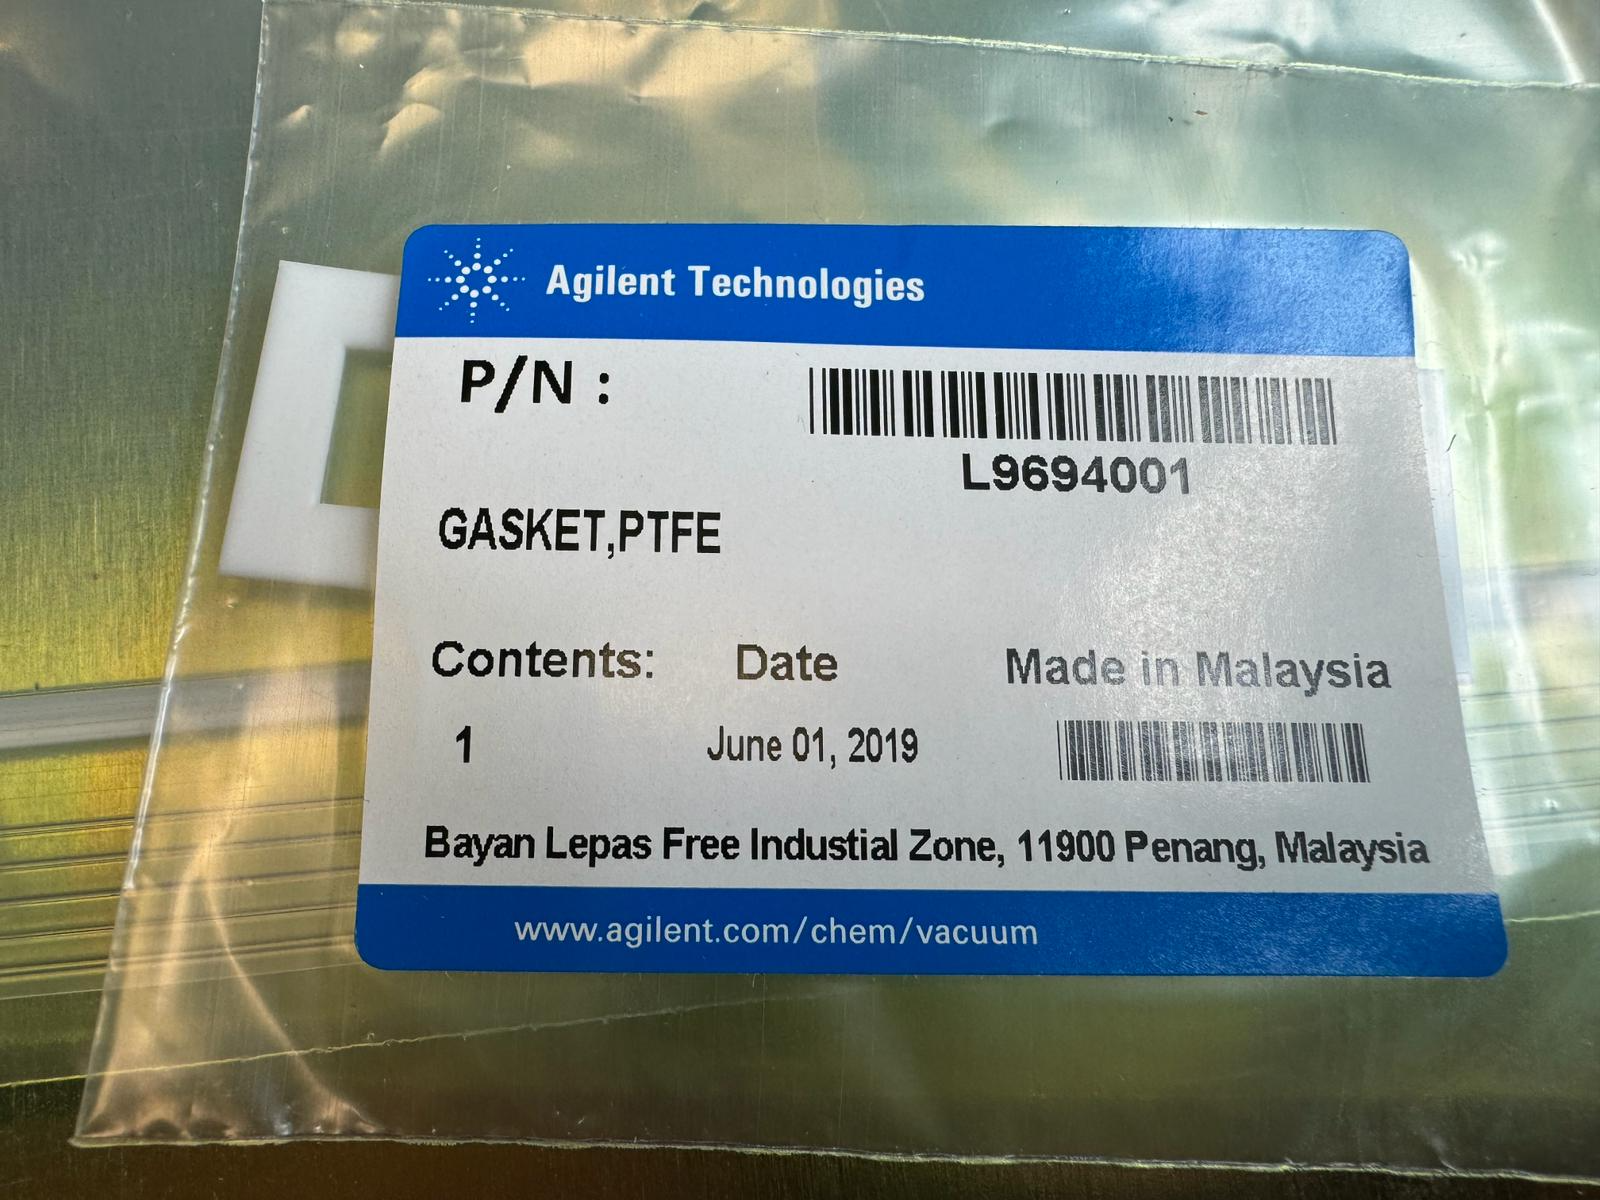 Agilent Technologies
P/N :
L9694001
GASKET,PTFE
Contents: Date Made in Malaysia
1 June 01, 2019
Bayan Lepas Free Industial Zone, 11900 Penang, Malaysia
www.agilent.com/chem/vacuum